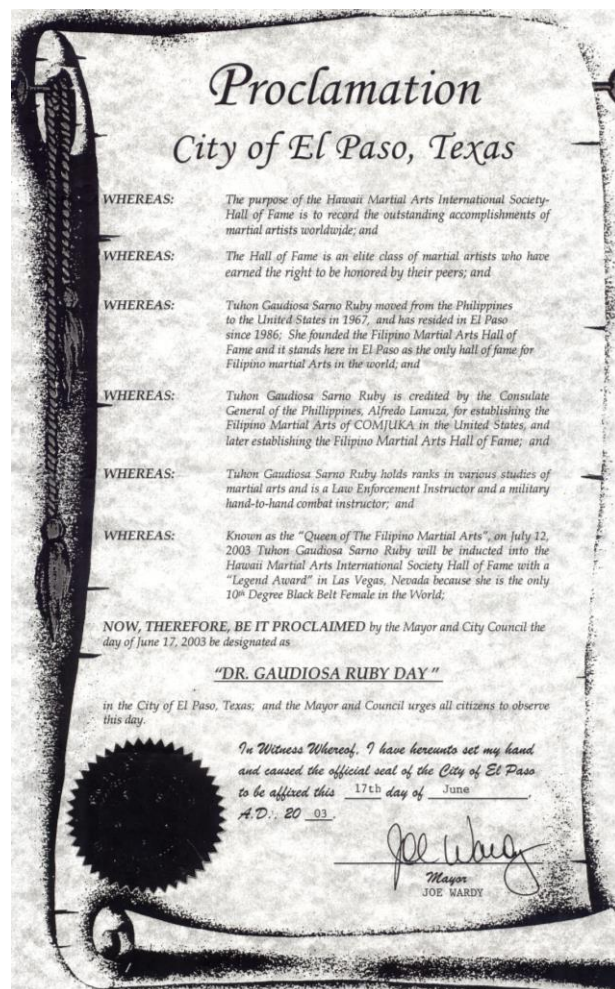 Proclamation
City of El Paso, Texas
WHEREAS: The purpose of the Hawaii Martial Arts International Society-
Hall of Fame is to record the outstanding accomplishments of
martial artists worldwide; and
WHEREAS: The Hall of Fame is an elite class of martial artists who have
earned the right to be honored by their peers; and
WHEREAS: Tuhon Gaudiosa Sarno Ruby moved from the Philippines
to the United States in 1967, and has resided in El Paso
since 1986; She founded the Filipino Martial Arts Hall of
Fame and it stands here in El Paso as the only hall of fame for
Filipino martial Arts in the world; and
WHEREAS: Tuhon Gaudiosa Sarno Ruby is credited by the Consulate
General of the Phillippines, Alfredo Lanuza, for establishing the
Filipino Martial Arts of COMJUKA in the United States, and
later establishing the Filipino Martial Arts Hall of Fame; and
WHEREAS: Tuhon Gaudiosa Sarno Ruby holds ranks in various studies of
martial arts and is a Law Enforcement Instructor and a military
hand-to-hand combat instructor; and
WHEREAS: Known as the "Queen of The Filipino Martial Arts", on July 12,
2003 Tuhon Gaudiosa Sarno Ruby will be inducted into the
Hawaii Martial Arts International Society Hall of Fame with a
"Legend Award" in Las Vegas, Nevada because she is the only
10th Degree Black Belt Female in the World;
NOW, THEREFORE, BE IT PROCLAIMED by the Mayor and City Council the
day of June 17, 2003 be designated as
"DR. GAUDIOSA RUBY DAY"
in the City of El Paso, Texas; and the Mayor and Council urges all citizens to observe
this day.
In Witness Whereof. I have hereunto set my hand
and caused the official seal of the City of El Paso
to be affixed this 17th day of June,
A.D. 20 03.
Joe Wardy
Mayor
JOE WARDY